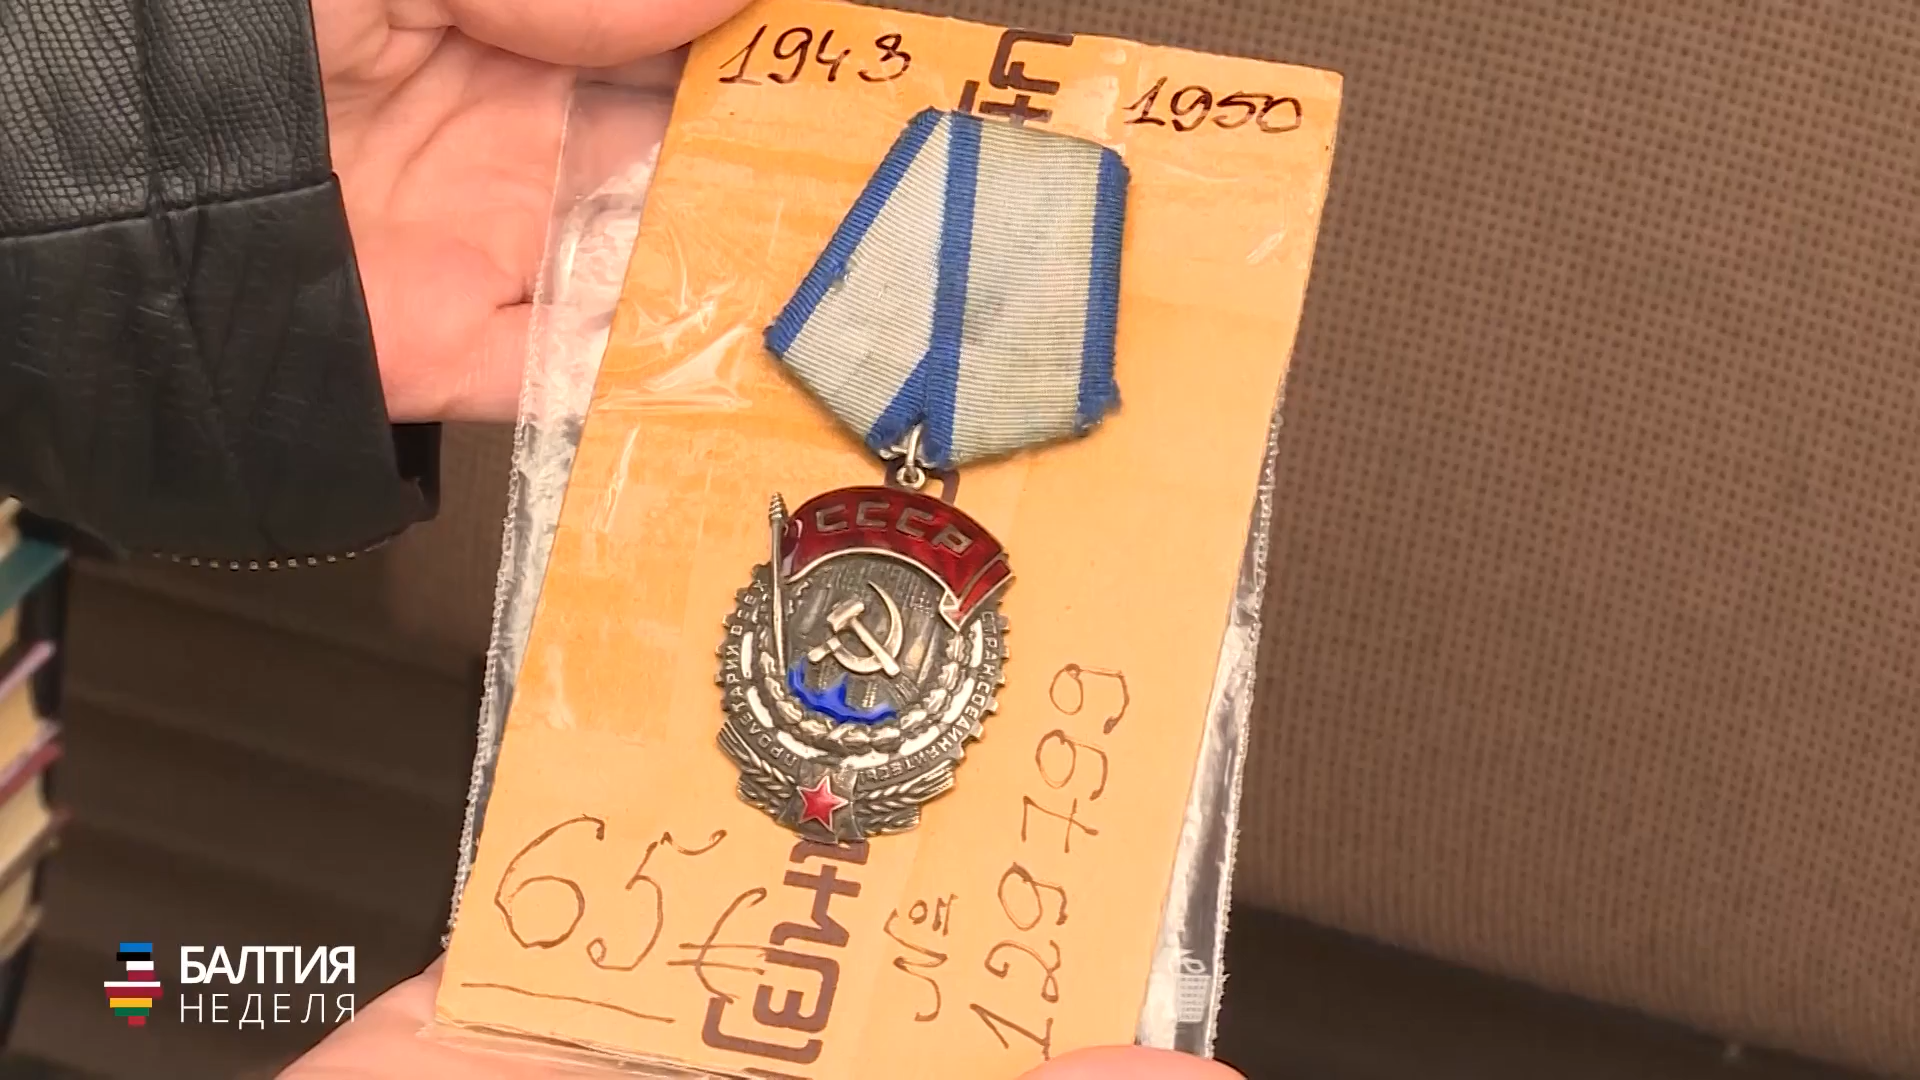 1943
1950
СССР
ПРОЛЕТАРИИ ВСЕХ СТРАН СОЕДИНЯЙТЕСЬ
65 €
№ 129799
БАЛТИЯ
НЕДЕЛЯ